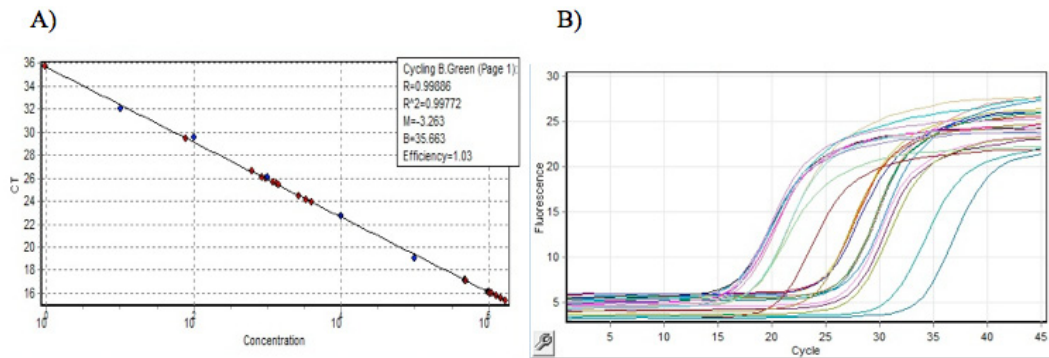 A)
B)
36
34
32
30
28
26
24
22
20
18
16
CT
Cycling B.Green (Page 1):
R=0.99886
R^2=0.99772
M=-3.263
B=35.663
Efficiency=1.03
Concentration
30
25
20
15
10
5
Fluorescence
5 10 15 20 25 30 35 40 45
Cycle